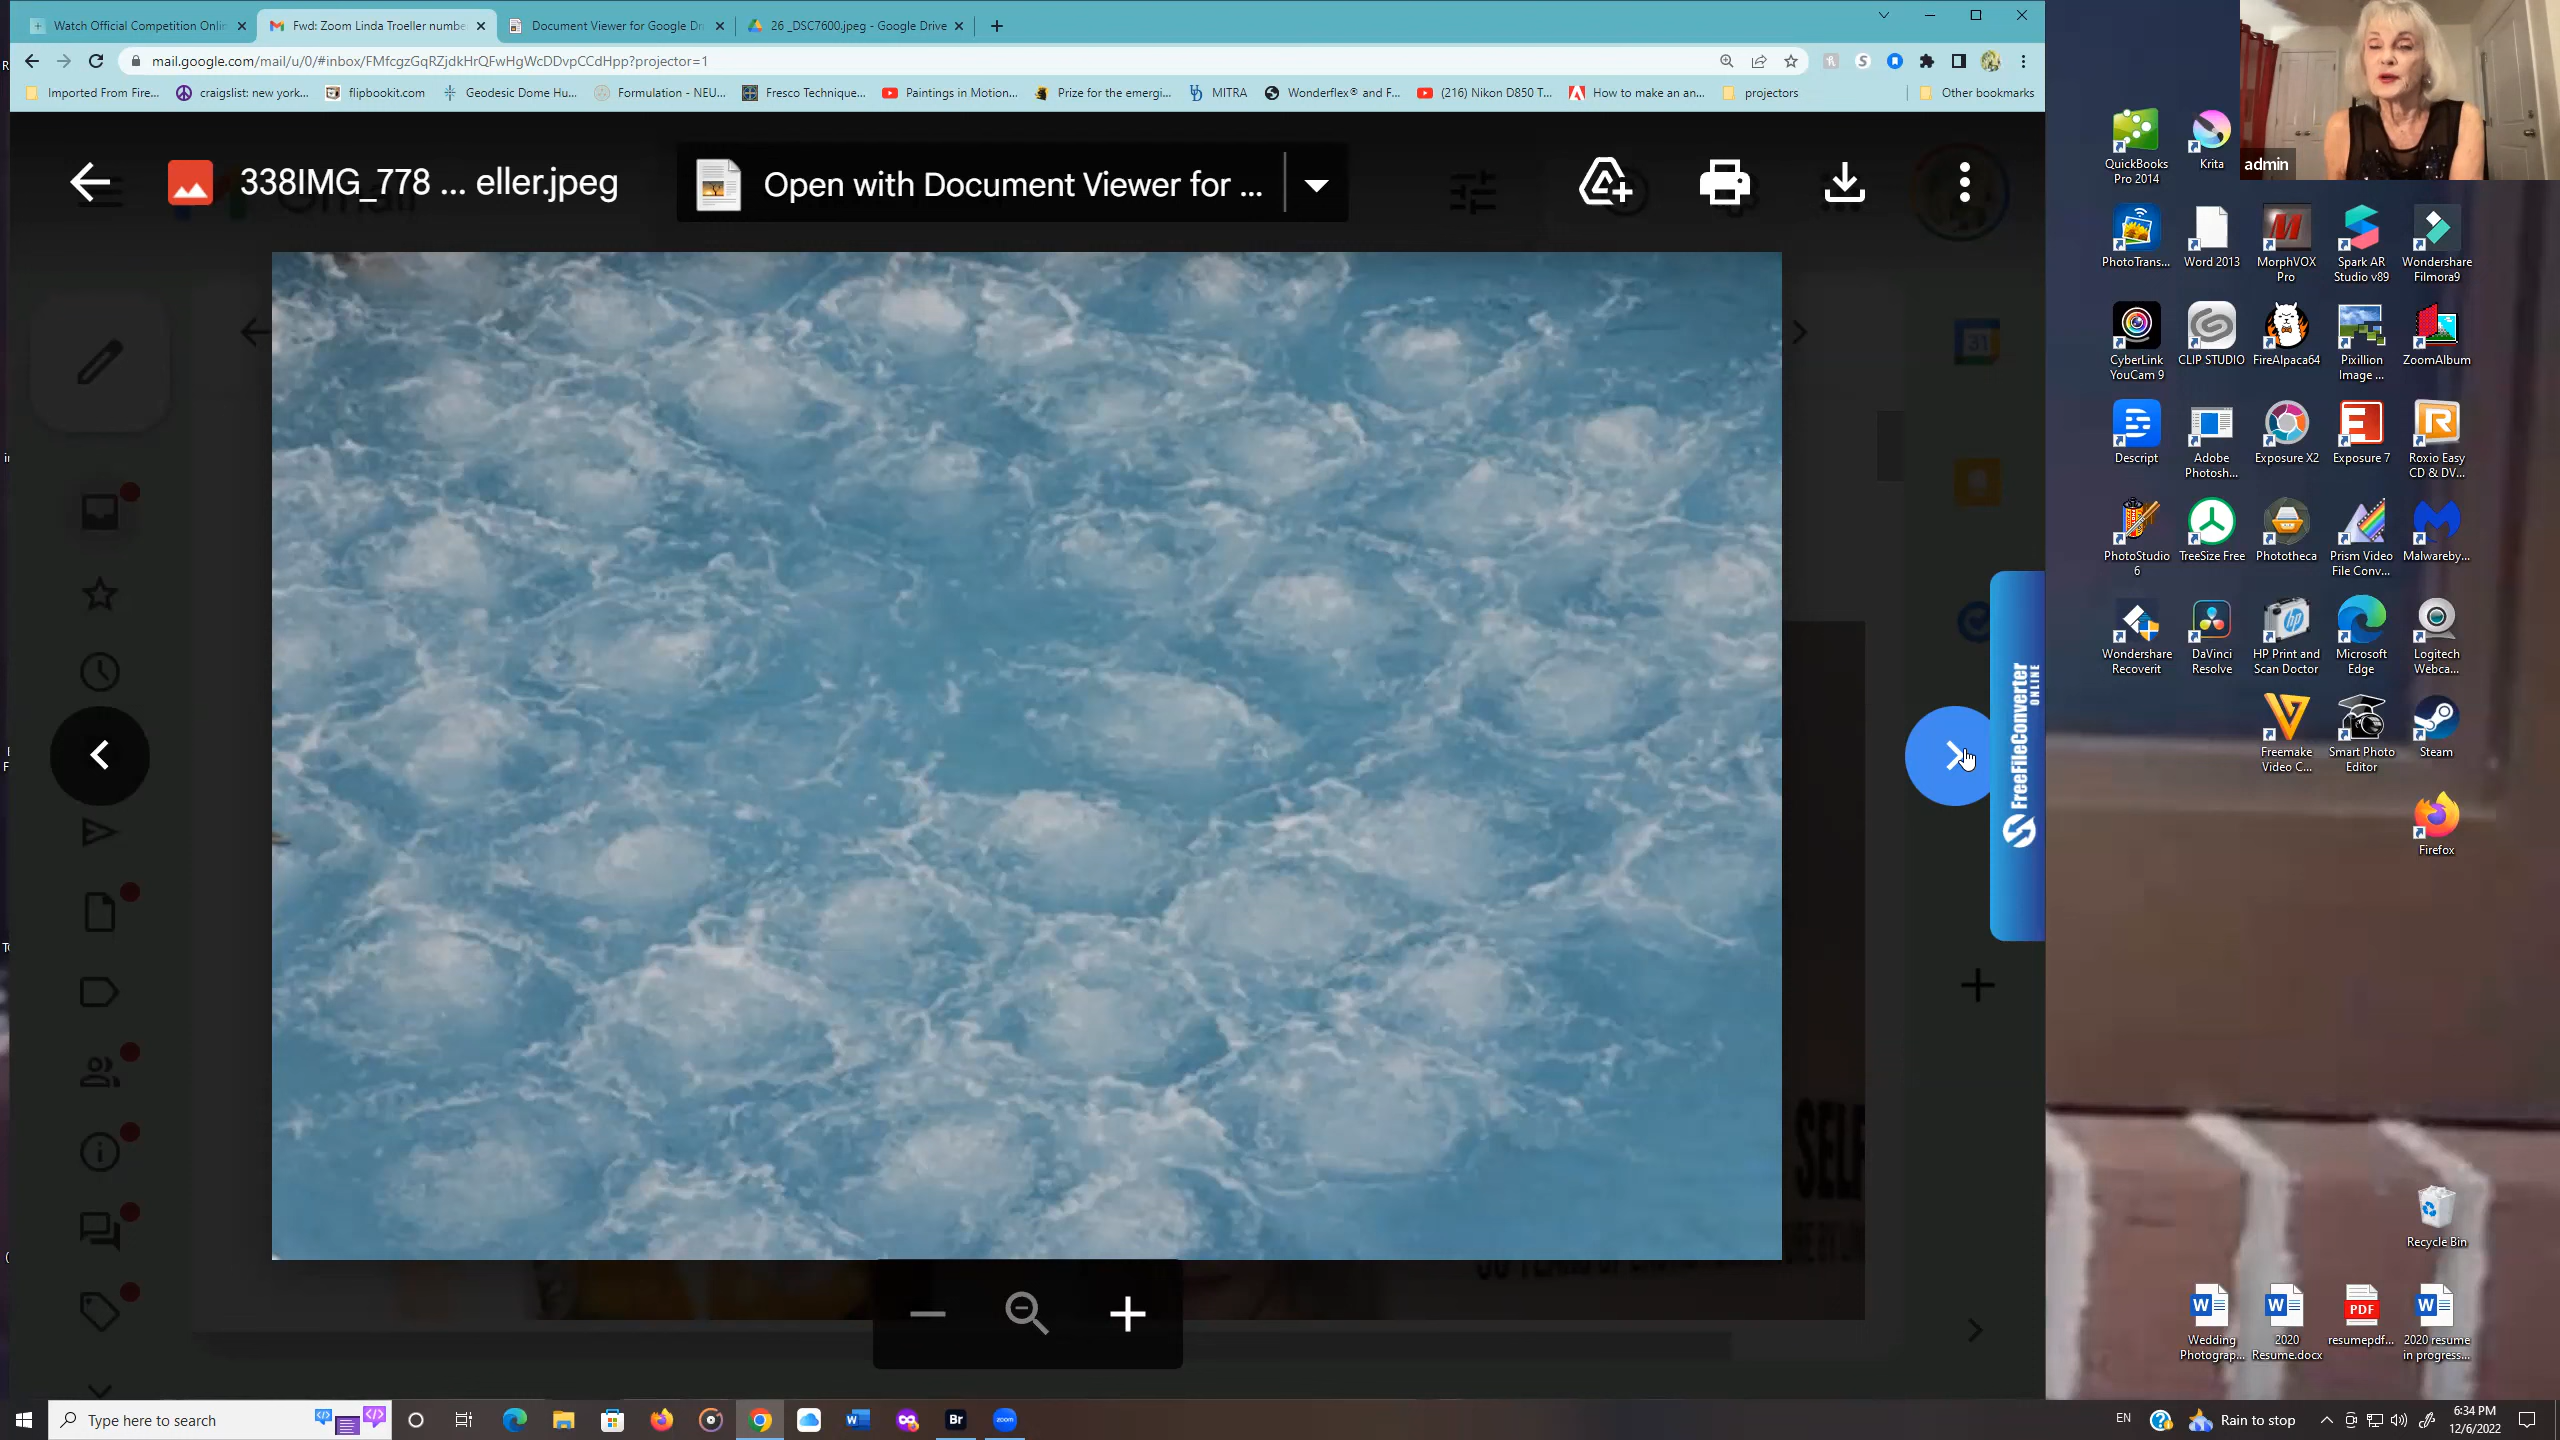 Watch Official Competition Onlin
Fwd: Zoom Linda Troeller numbe
Document Viewer for Google Dr
26 _DSC7600.jpeg - Google Drive
mail.google.com/mail/u/0/#inbox/FMfcgzGqRZjdkHrQFwHgWcDDvpCCdHpp?projector=1
Imported From Fire...
craigslist: new york...
flipbookit.com
Geodesic Dome Hu...
Formulation - NEU...
Fresco Technique...
Paintings in Motion...
Prize for the emergi...
MITRA
Wonderflex® and F...
(216) Nikon D850 T...
How to make an an...
projectors
Other bookmarks
338IMG_778 ... eller.jpeg
Open with Document Viewer for ...
Gmail
31
FreeFileConverter
ONLINE
SELF
admin
QuickBooks
Pro 2014
Krita
PhotoTrans...
Word 2013
MorphVOX
Pro
Spark AR
Studio v89
Wondershare
Filmora9
CyberLink
YouCam 9
CLIP STUDIO
FireAlpaca64
Pixillion
Image ...
ZoomAlbum
Descript
Adobe
Photosh...
Exposure X2
Exposure 7
Roxio Easy
CD & DV...
PhotoStudio
6
TreeSize Free
Phototheca
Prism Video
File Conv...
Malwareby...
Wondershare
Recoverit
DaVinci
Resolve
HP Print and
Scan Doctor
Microsoft
Edge
Logitech
Webca...
Freemake
Video C...
Smart Photo
Editor
Steam
Firefox
Recycle Bin
Wedding
Photograp...
2020
Resume.docx
PDF
resumepdf...
2020 resume
in progress...
Type here to search
Br
zoom
EN
Rain to stop
6:34 PM
12/6/2022